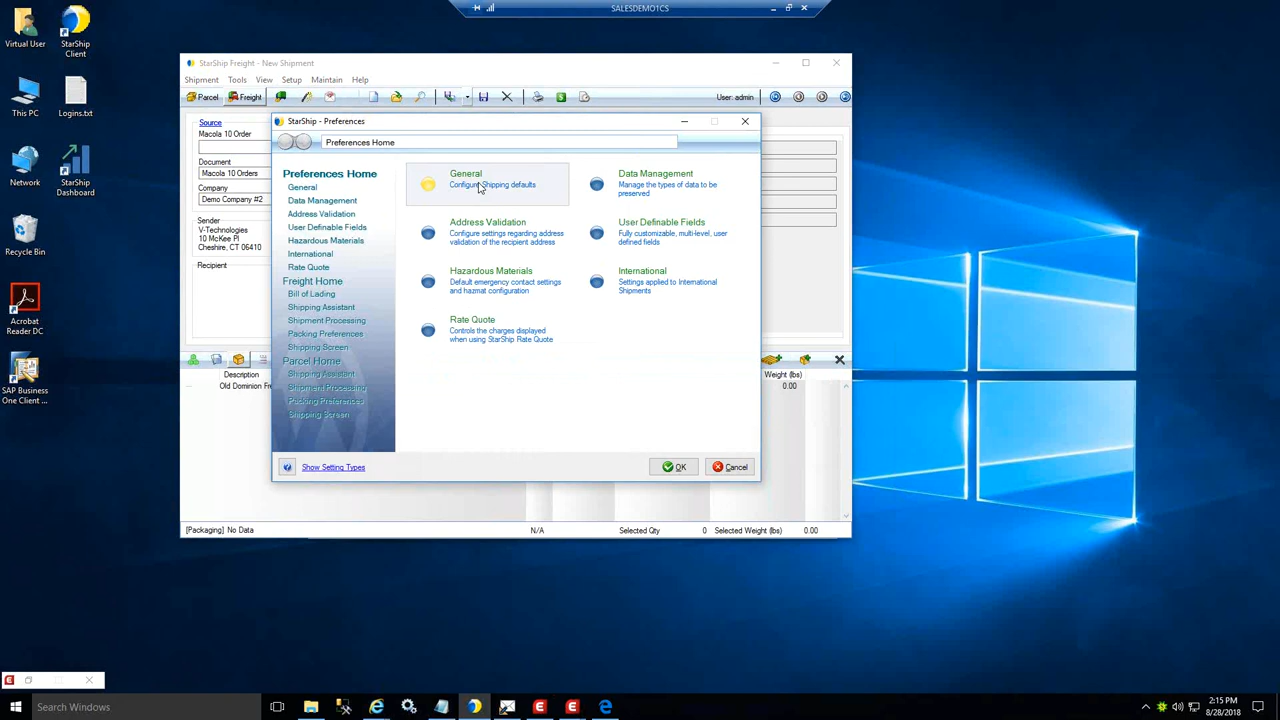 SALESDEMO1CS
Virtual User
StarShip
Client
This PC
Logins.txt
Network
StarShip
Dashboard
Recycle Bin
Acrobat
Reader DC
SAP Business
One Client ...
StarShip Freight - New Shipment
Shipment Tools View Setup Maintain Help
Parcel Freight User: admin
Source
Macola 10 Order
Document
Macola 10 Orders
Company
Demo Company #2
Sender
V-Technologies
10 McKee Pl
Cheshire, CT 06410
Recipient
Description
Old Dominion Fre
Weight (lbs)
0.00
StarShip - Preferences
Preferences Home
Preferences Home
General
Data Management
Address Validation
User Definable Fields
Hazardous Materials
International
Rate Quote
Freight Home
Bill of Lading
Shipping Assistant
Shipment Processing
Packing Preferences
Shipping Screen
Parcel Home
Shipping Assistant
Shipment Processing
Packing Preferences
Shipping Screen
General
Configure Shipping defaults
Data Management
Manage the types of data to be
preserved
Address Validation
Configure settings regarding address
validation of the recipient address
User Definable Fields
Fully customizable, multi-level, user
defined fields
Hazardous Materials
Default emergency contact settings
and hazmat configuration
International
Settings applied to International
Shipments
Rate Quote
Controls the charges displayed
when using StarShip Rate Quote
Show Setting Types
OK
Cancel
[Packaging] No Data N/A Selected Qty 0 Selected Weight (lbs) 0.00
Search Windows
2:15 PM
8/28/2018